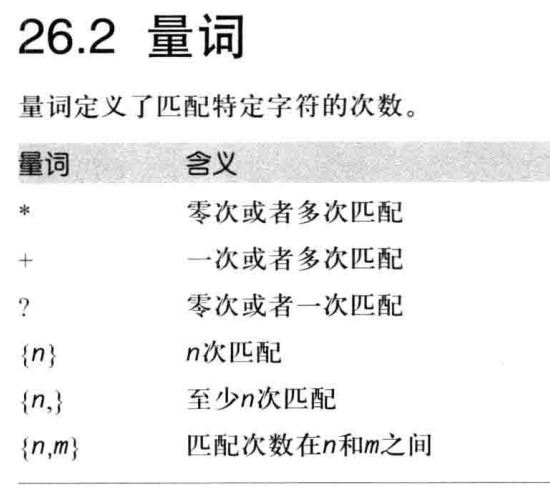 26.2 量词
量词定义了匹配特定字符的次数。
量词 含义
* 零次或者多次匹配
+ 一次或者多次匹配
? 零次或者一次匹配
{n} n次匹配
{n,} 至少n次匹配
{n,m} 匹配次数在n和m之间